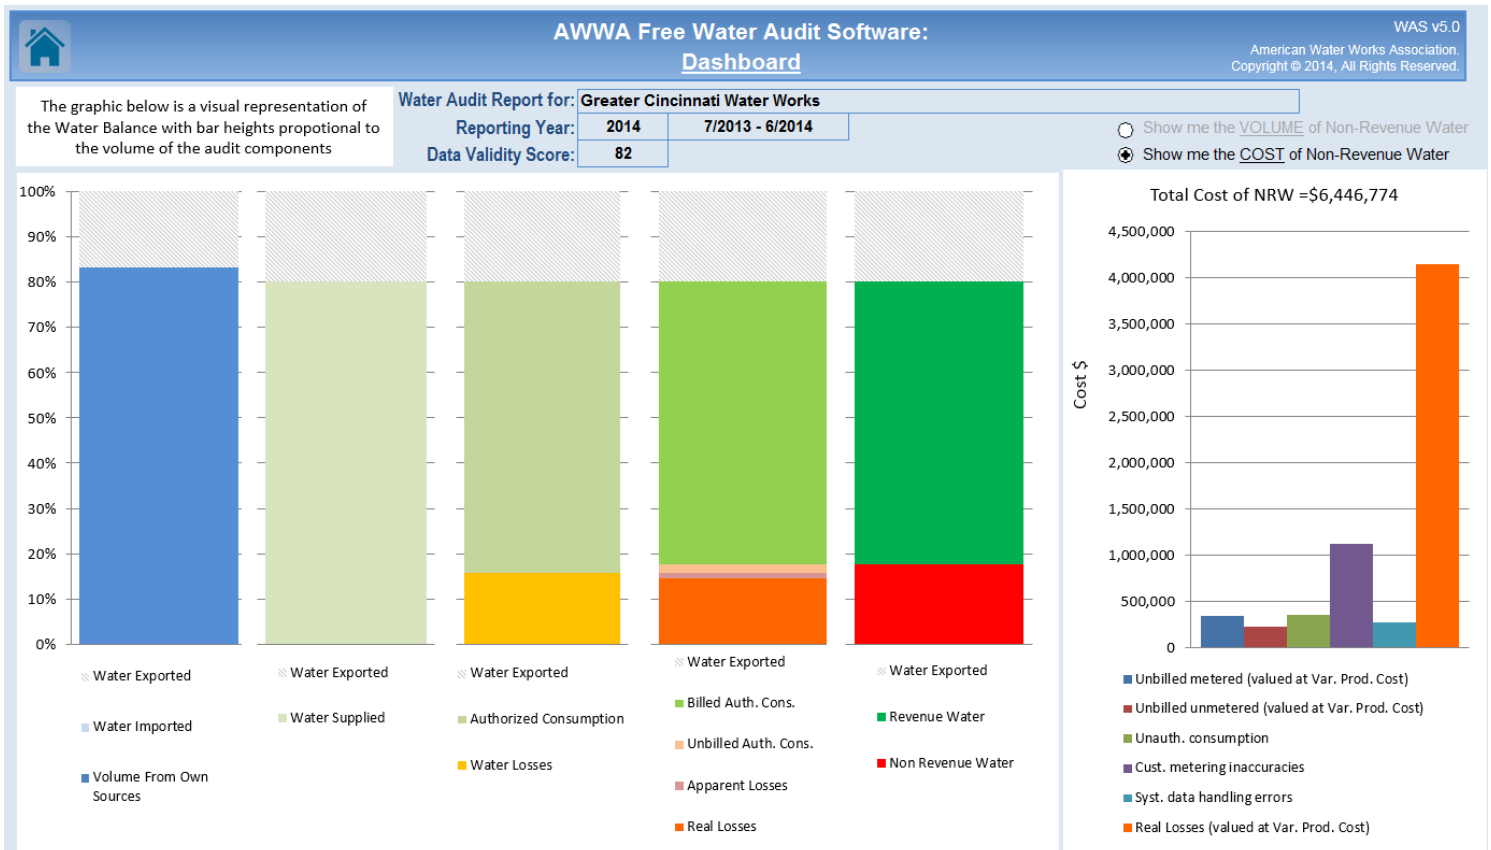 AWWA Free Water Audit Software:
Dashboard
WAS v5.0
American Water Works Association.
Copyright © 2014, All Rights Reserved.
The graphic below is a visual representation of
the Water Balance with bar heights propotional to
the volume of the audit components
Water Audit Report for: Greater Cincinnati Water Works
Reporting Year: 2014 7/2013 - 6/2014
Data Validity Score: 82
Show me the VOLUME of Non-Revenue Water
Show me the COST of Non-Revenue Water
100%
90%
80%
70%
60%
50%
40%
30%
20%
10%
0%
Water Exported
Water Imported
Volume From Own
Sources
Water Exported
Water Supplied
Water Exported
Authorized Consumption
Water Losses
Water Exported
Billed Auth. Cons.
Unbilled Auth. Cons.
Apparent Losses
Real Losses
Water Exported
Revenue Water
Non Revenue Water
Total Cost of NRW =$6,446,774
Cost $
4,500,000
4,000,000
3,500,000
3,000,000
2,500,000
2,000,000
1,500,000
1,000,000
500,000
0
Unbilled metered (valued at Var. Prod. Cost)
Unbilled unmetered (valued at Var. Prod. Cost)
Unauth. consumption
Cust. metering inaccuracies
Syst. data handling errors
Real Losses (valued at Var. Prod. Cost)